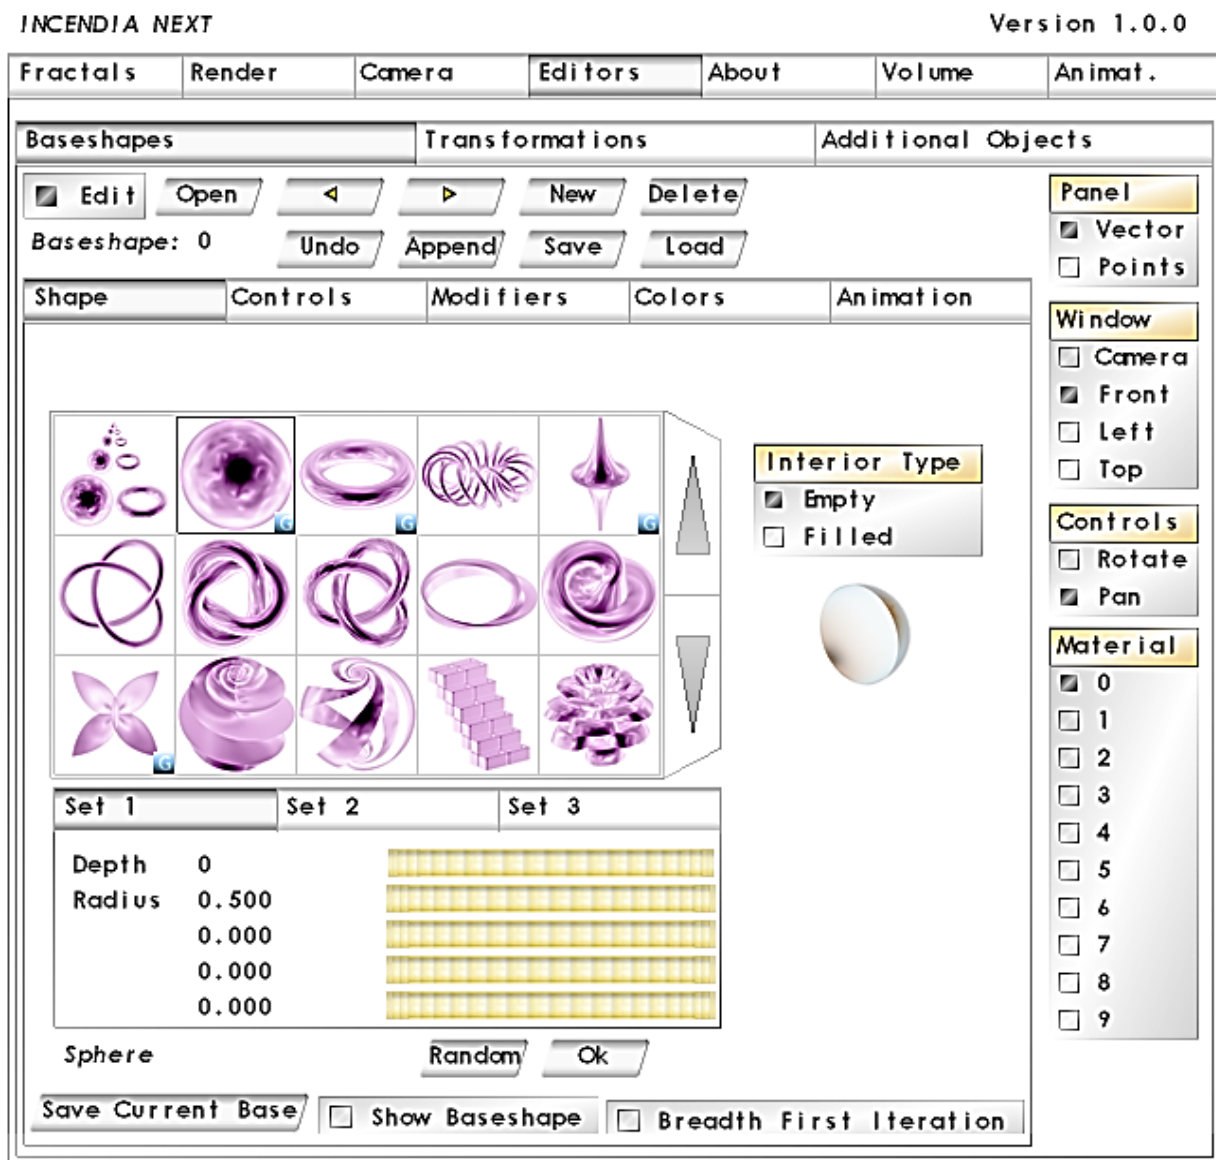 INCENDIA NEXT Version 1.0.0
Fractals Render Camera Editors About Volume Animat.
Baseshapes Transformations Additional Objects
Edit Open New Delete
Baseshape: 0 Undo Append Save Load
Shape Controls Modifiers Colors Animation
G
G
G
G
Interior Type
Empty
Filled
Set 1 Set 2 Set 3
Depth 0
Radius 0.500
0.000
0.000
0.000
Sphere Random Ok
Save Current Base Show Baseshape Breadth First Iteration
Panel
Vector
Points
Window
Camera
Front
Left
Top
Controls
Rotate
Pan
Material
0
1
2
3
4
5
6
7
8
9